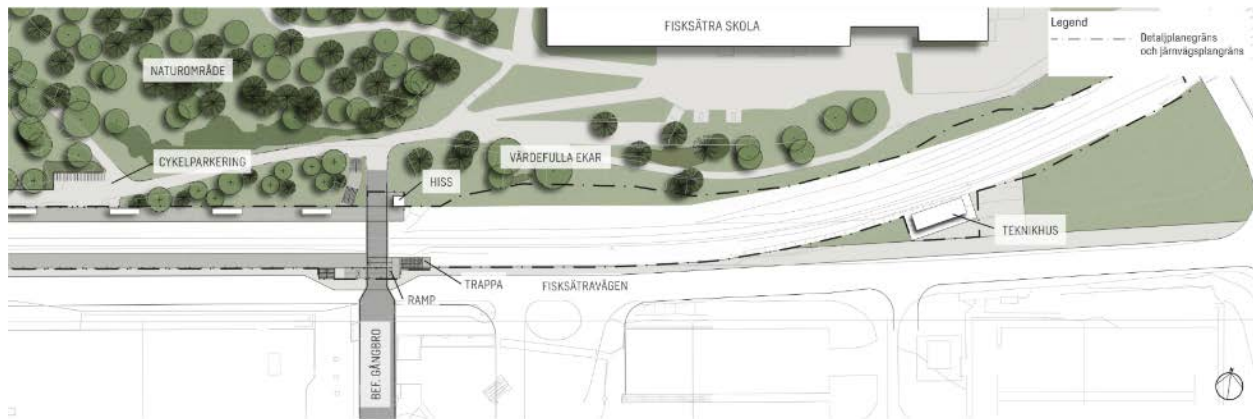 FISKSÄTRA SKOLA
Legend
Detaljplanegräns
och järnvägsplangräns
NATUROMRÅDE
CYKELPARKERING
VÄRDEFULLA EKAR
HISS
TEKNIKHUS
TRAPPA
FISKSÄTRAVÄGEN
RAMP
BEF. GÅNGBRO